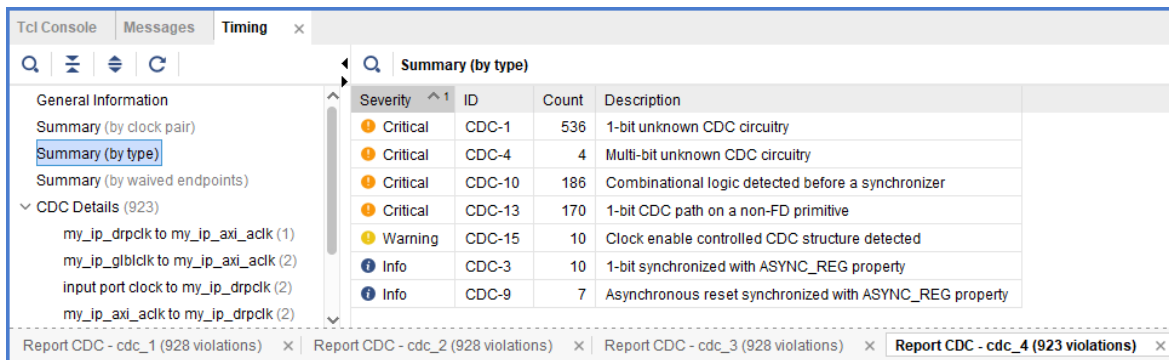 Tcl Console Messages Timing ×
Summary (by type)
General Information
Summary (by clock pair)
Summary (by type)
Summary (by waived endpoints)
CDC Details (923)
my_ip_drpclk to my_ip_axi_aclk (1)
my_ip_glblclk to my_ip_axi_aclk (2)
input port clock to my_ip_drpclk (2)
my_ip_axi_aclk to my_ip_drpclk (2)
Severity 1 ID Count Description
Critical CDC-1 536 1-bit unknown CDC circuitry
Critical CDC-4 4 Multi-bit unknown CDC circuitry
Critical CDC-10 186 Combinational logic detected before a synchronizer
Critical CDC-13 170 1-bit CDC path on a non-FD primitive
Warning CDC-15 10 Clock enable controlled CDC structure detected
Info CDC-3 10 1-bit synchronized with ASYNC_REG property
Info CDC-9 7 Asynchronous reset synchronized with ASYNC_REG property
Report CDC - cdc_1 (928 violations) × Report CDC - cdc_2 (928 violations) × Report CDC - cdc_3 (928 violations) × Report CDC - cdc_4 (923 violations) ×